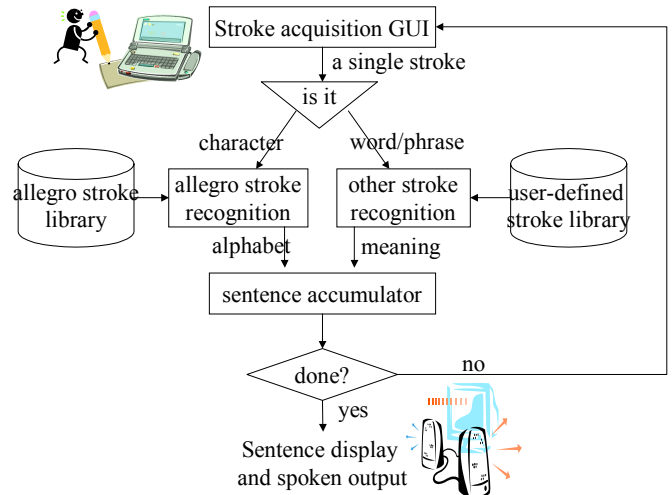 Stroke acquisition GUI
a single stroke
is it
character
word/phrase
allegro stroke
library
allegro stroke
recognition
other stroke
recognition
user-defined
stroke library
alphabet
meaning
sentence accumulator
done?
no
yes
Sentence display
and spoken output